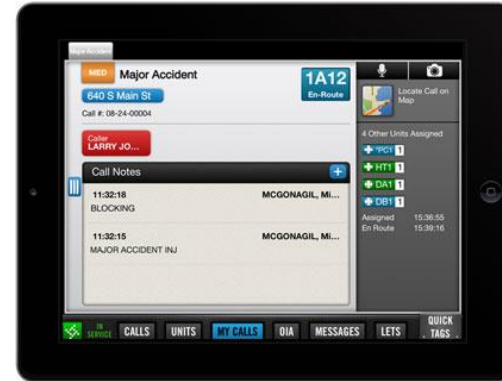 Major Accident
MED Major Accident
1A12
En-Route
640 S Main St
Call #: 08-24-00004
Caller
LARRY JO...
Call Notes
11:32:18 MCGONAGIL, Mi...
BLOCKING
11:32:15 MCGONAGIL, Mi...
MAJOR ACCIDENT INJ
Locate Call on
Map
4 Other Units Assigned
*PC1 1
HT1 1
DA1 1
DB1 1
Assigned 15:36:55
En Route 15:39:16
IN
SERVICE
CALLS
UNITS
MY CALLS
OIA
MESSAGES
LETS
QUICK
TAGS